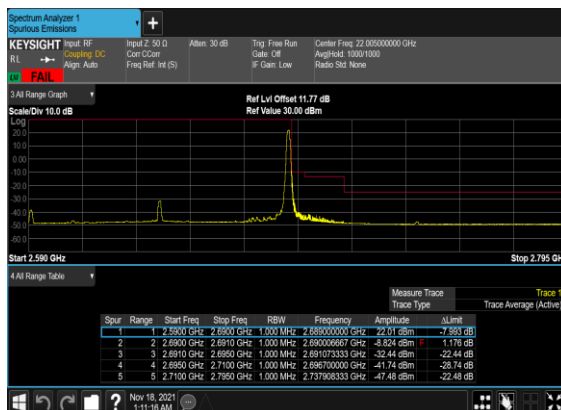 Spectrum Analyzer 1
Spurious Emissions
+
KEYSIGHT Input: RF Input Z: 50 Ω Atten: 30 dB Trig: Free Run Center Freq: 22.005000000 GHz
R L Coupling: DC Corr CCorr Gate: Off Avg|Hold: 1000/1000
Align: Auto Freq Ref: Int (S) IF Gain: Low Radio Std: None
FAIL
3 All Range Graph
Ref Lvl Offset 11.77 dB
Scale/Div 10.0 dB Ref Value 30.00 dBm
Log
20.0
10.0
0.00
-10.0
-20.0
-30.0
-40.0
-50.0
-60.0
Start 2.590 GHz Stop 2.795 GH
4 All Range Table
Measure Trace Trace 1
Trace Type Trace Average (Active)
Spur Range Start Freq Stop Freq RBW Frequency Amplitude ΔLimit
1 1 2.5900 GHz 2.6900 GHz 1.000 MHz 2.689000000 GHz 22.01 dBm -7.993 dB
2 2 2.6900 GHz 2.6910 GHz 1.000 MHz 2.690006667 GHz -8.824 dBm F 1.176 dB
3 3 2.6910 GHz 2.6950 GHz 1.000 MHz 2.691073333 GHz -32.44 dBm -22.44 dB
4 4 2.6950 GHz 2.7100 GHz 1.000 MHz 2.696700000 GHz -41.74 dBm -28.74 dB
5 5 2.7100 GHz 2.7950 GHz 1.000 MHz 2.737908333 GHz -47.48 dBm -22.48 dB
? Nov 18, 2021
1:11:16 AM